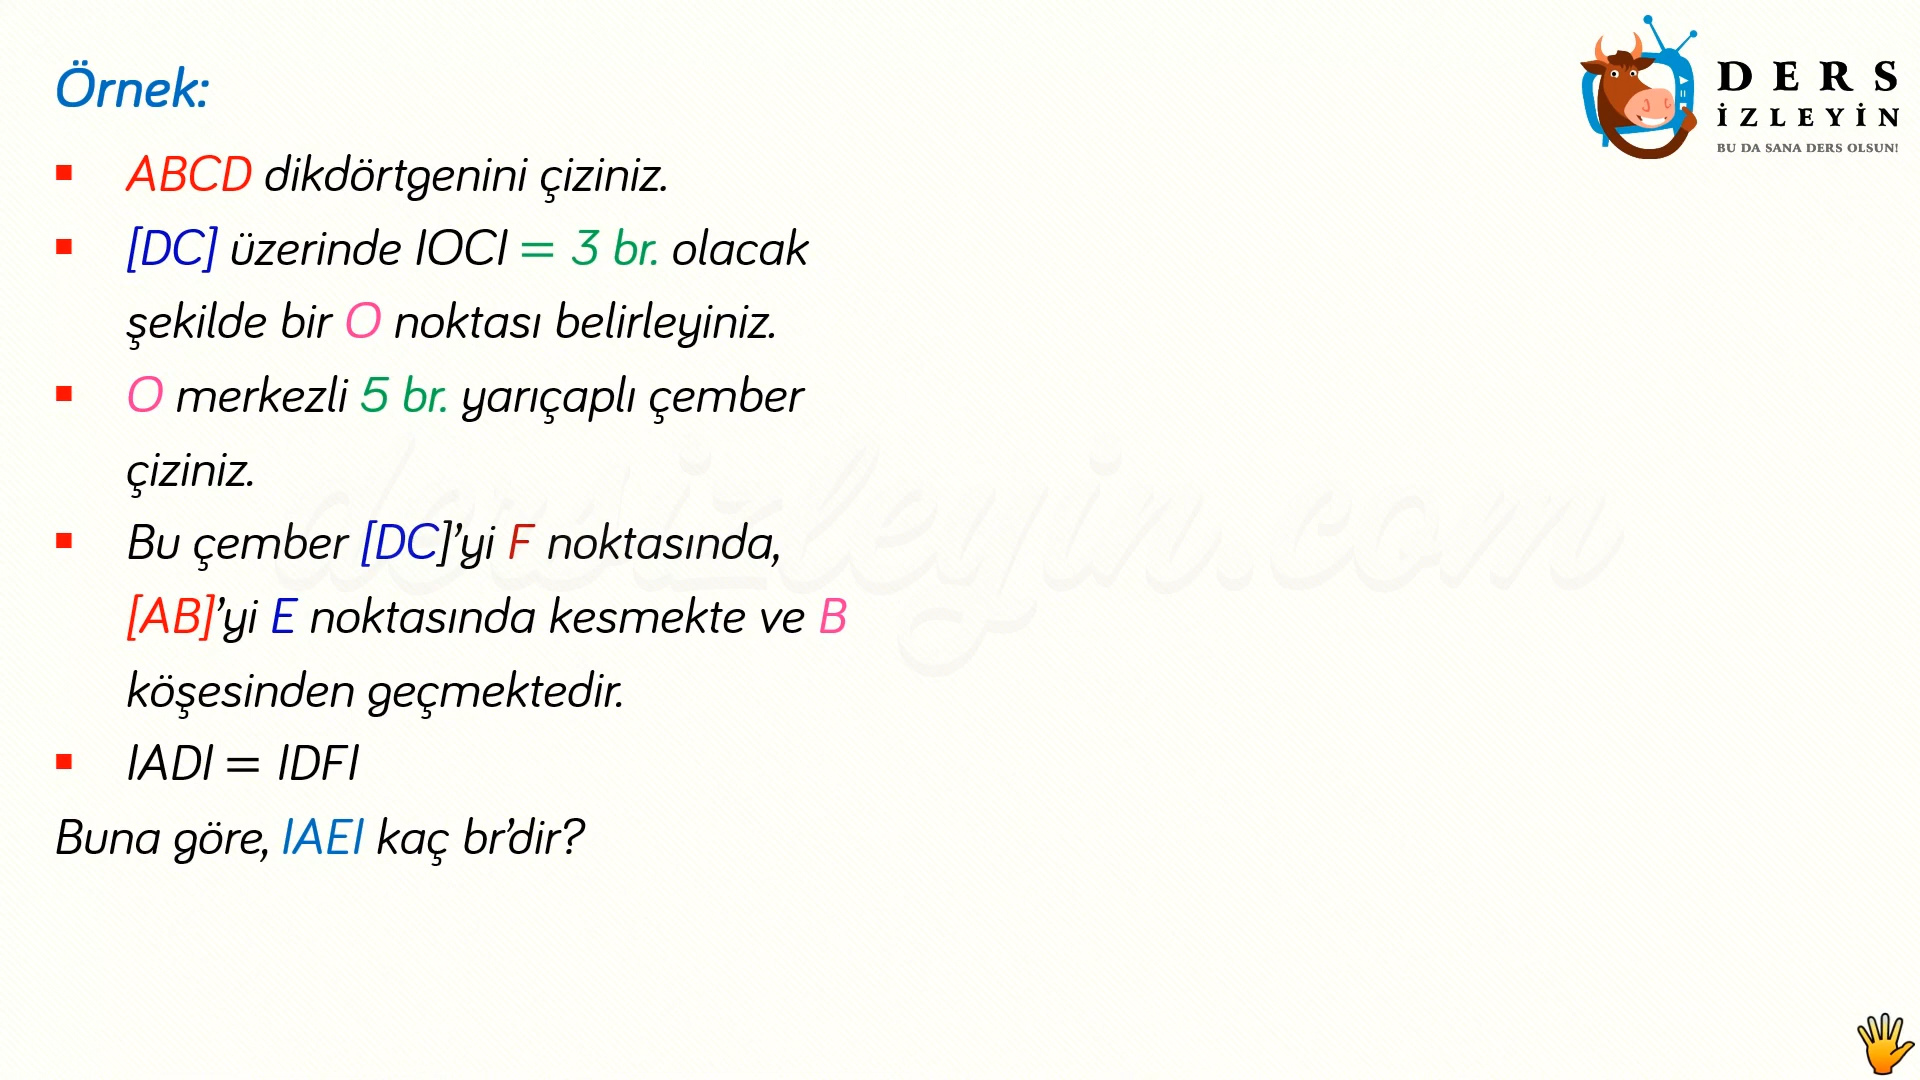 Örnek:
DERS
İZLEYİN
BU DA SANA DERS OLSUN!
▪ ABCD dikdörtgenini çiziniz.
▪ [DC] üzerinde IOCI = 3 br. olacak
şekilde bir O noktası belirleyiniz.
▪ O merkezli 5 br. yarıçaplı çember
çiziniz.
▪ Bu çember [DC]’yi F noktasında,
[AB]’yi E noktasında kesmekte ve B
köşesinden geçmektedir.
▪ IADI = IDFI
Buna göre, IAEI kaç br’dir?
dersizleyin.com